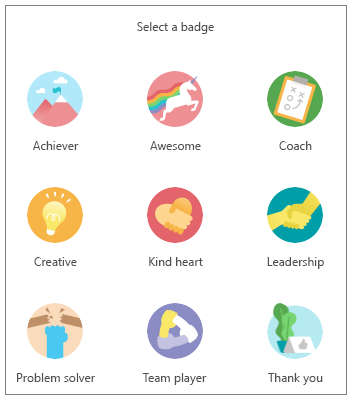 Select a badge
Achiever
Awesome
Coach
Creative
Kind heart
Leadership
Problem solver
Team player
Thank you